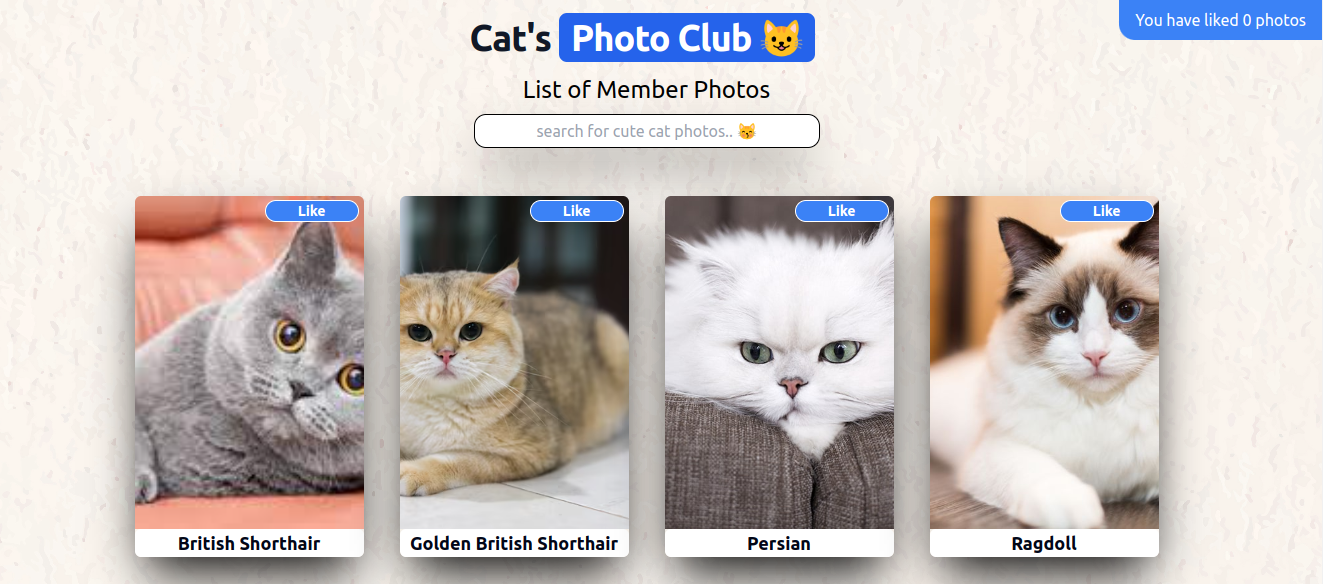 Cat's Photo Club 😺
You have liked 0 photos
List of Member Photos
search for cute cat photos.. 😽
Like
Like
Like
Like
British Shorthair
Golden British Shorthair
Persian
Ragdoll